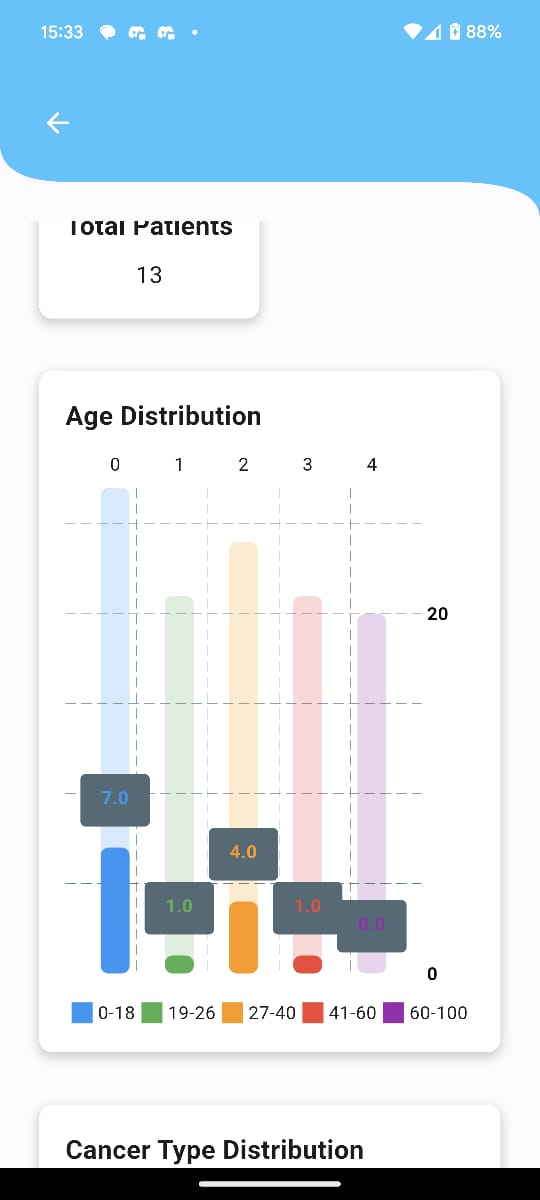 15:33 88%
Total Patients
13
Age Distribution
0 1 2 3 4
20
7.0
4.0
1.0 1.0
0.0
0
0-18 19-26 27-40 41-60 60-100
Cancer Type Distribution